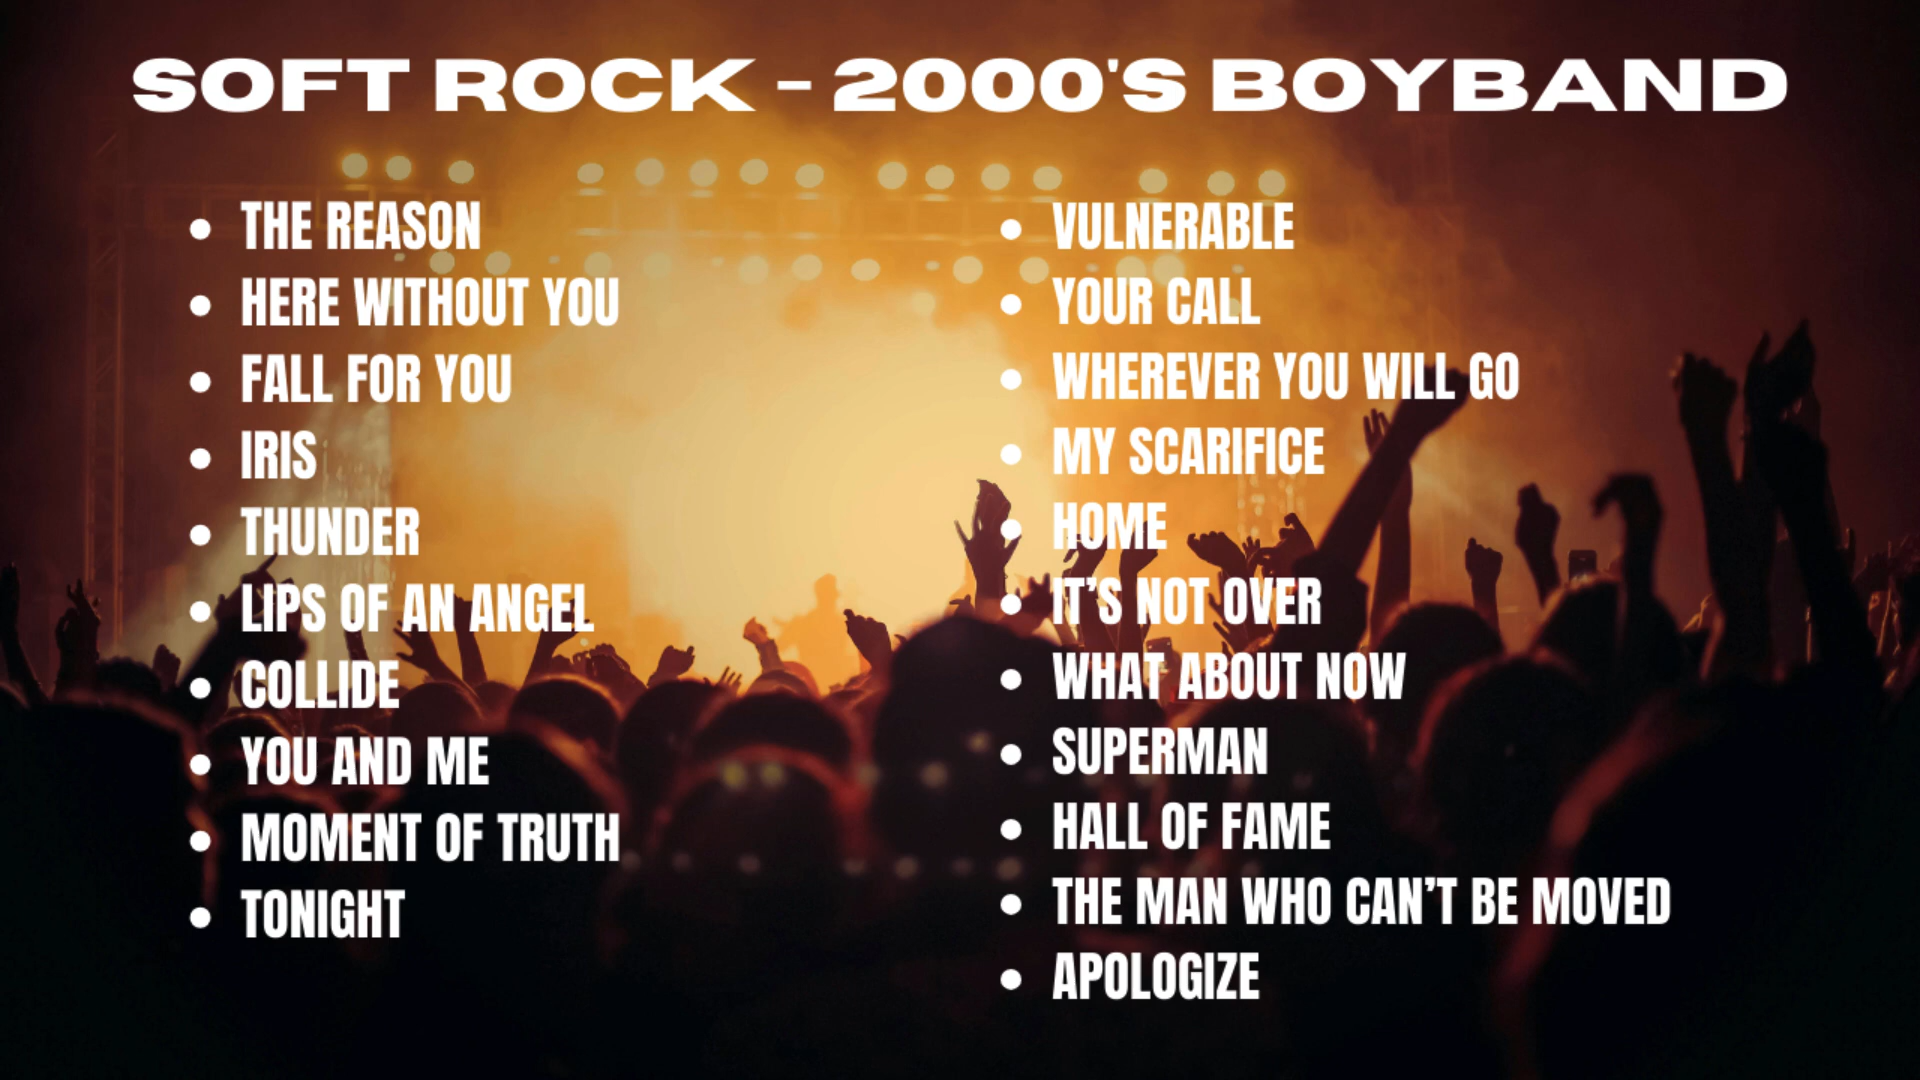 SOFT ROCK - 2000'S BOYBAND
THE REASON
HERE WITHOUT YOU
FALL FOR YOU
IRIS
THUNDER
LIPS OF AN ANGEL
COLLIDE
YOU AND ME
MOMENT OF TRUTH
TONIGHT
VULNERABLE
YOUR CALL
WHEREVER YOU WILL GO
MY SCARIFICE
HOME
IT’S NOT OVER
WHAT ABOUT NOW
SUPERMAN
HALL OF FAME
THE MAN WHO CAN’T BE MOVED
APOLOGIZE